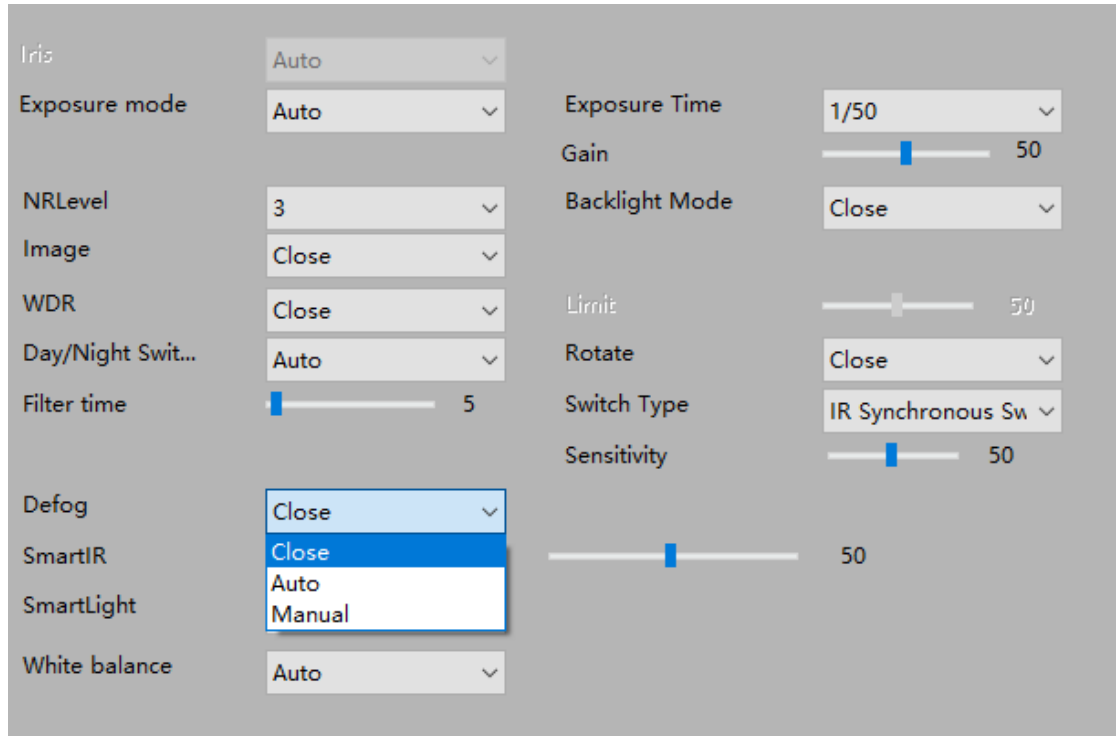 Iris Auto
Exposure mode Auto Exposure Time 1/50
Gain 50
NRLevel 3 Backlight Mode Close
Image Close
WDR Close Limit 50
Day/Night Swit... Auto Rotate Close
Filter time 5 Switch Type IR Synchronous Sw
Sensitivity 50
Defog Close
SmartIR Close 50
Auto
SmartLight Manual
White balance Auto